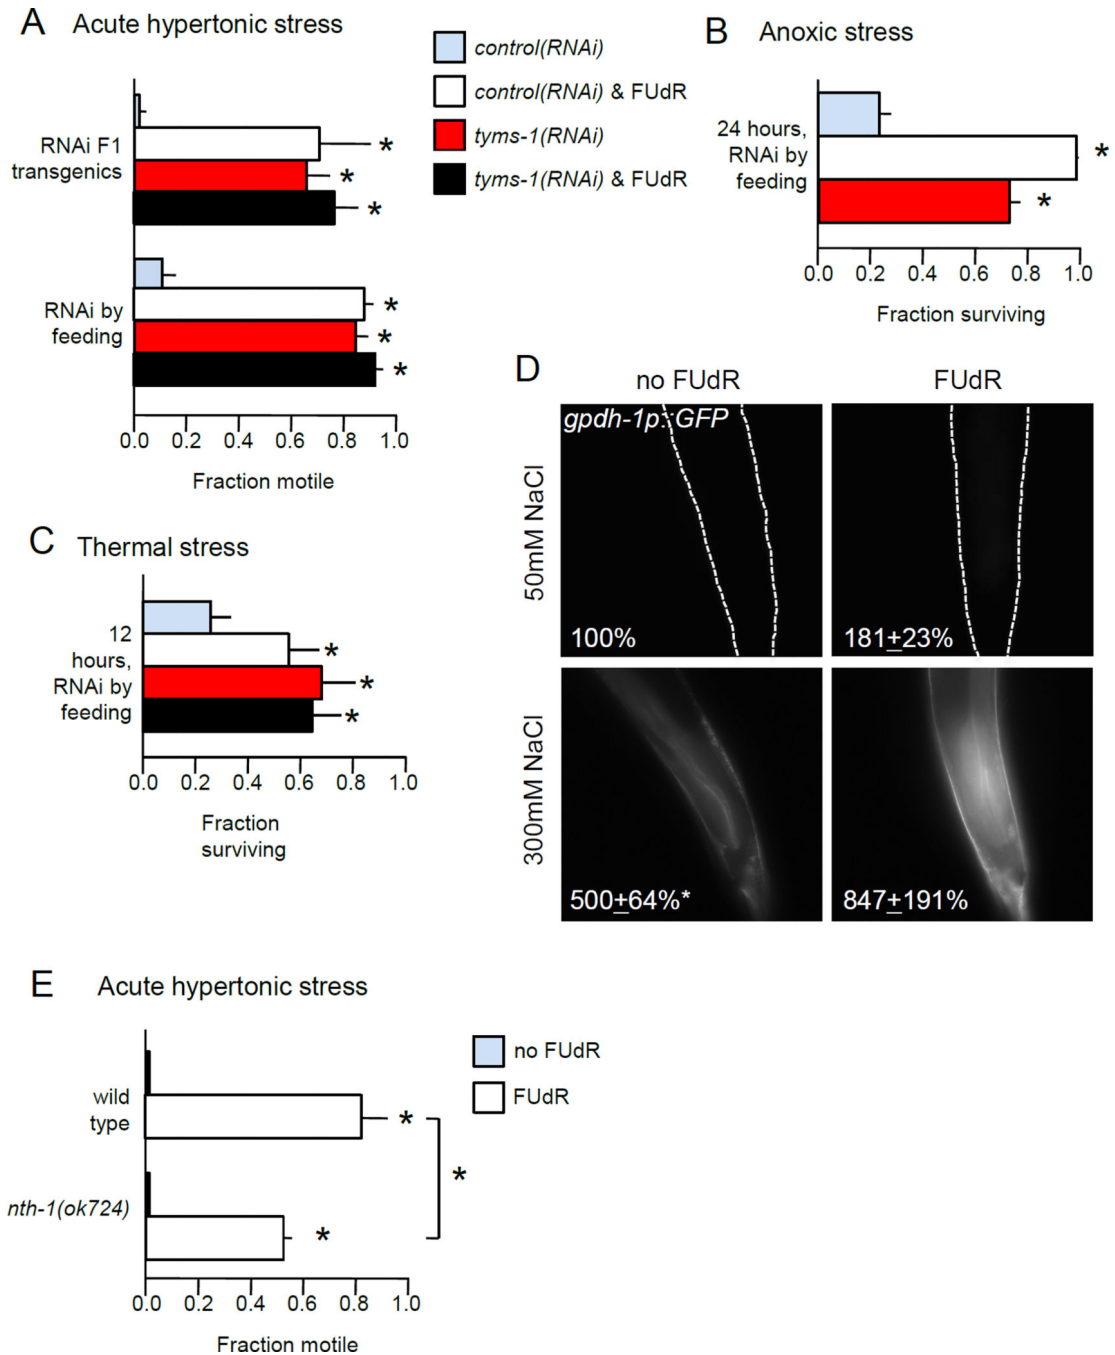 A Acute hypertonic stress
control(RNAi)
control(RNAi) & FUdR
tyms-1(RNAi)
tyms-1(RNAi) & FUdR
RNAi F1
transgenics
*
*
*
RNAi by
feeding
*
*
*
0.0 0.2 0.4 0.6 0.8 1.0
Fraction motile
B Anoxic stress
24 hours,
RNAi by
feeding
*
*
0.0 0.2 0.4 0.6 0.8 1.0
Fraction surviving
C Thermal stress
12
hours,
RNAi by
feeding
*
*
*
0.0 0.2 0.4 0.6 0.8 1.0
Fraction
surviving
D
no FUdR FUdR
50mM NaCl
gpdh-1p::GFP
100% 181±23%
300mM NaCl
500±64%* 847±191%
E Acute hypertonic stress
no FUdR
FUdR
wild
type
*
*
nth-1(ok724)
*
0.0 0.2 0.4 0.6 0.8 1.0
Fraction motile